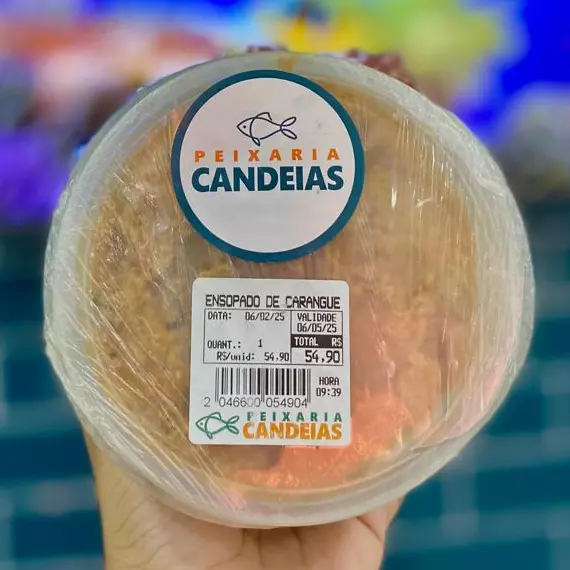 PEIXARIA
CANDEIAS
ENSOPADO DE CARANGUE
DATA: 06/02/25 VALIDADE
06/05/25
QUANT.: 1 TOTAL R$
R$/unid: 54,90 54,90
HORA
09:39
2 046600 054904
PEIXARIA
CANDEIAS